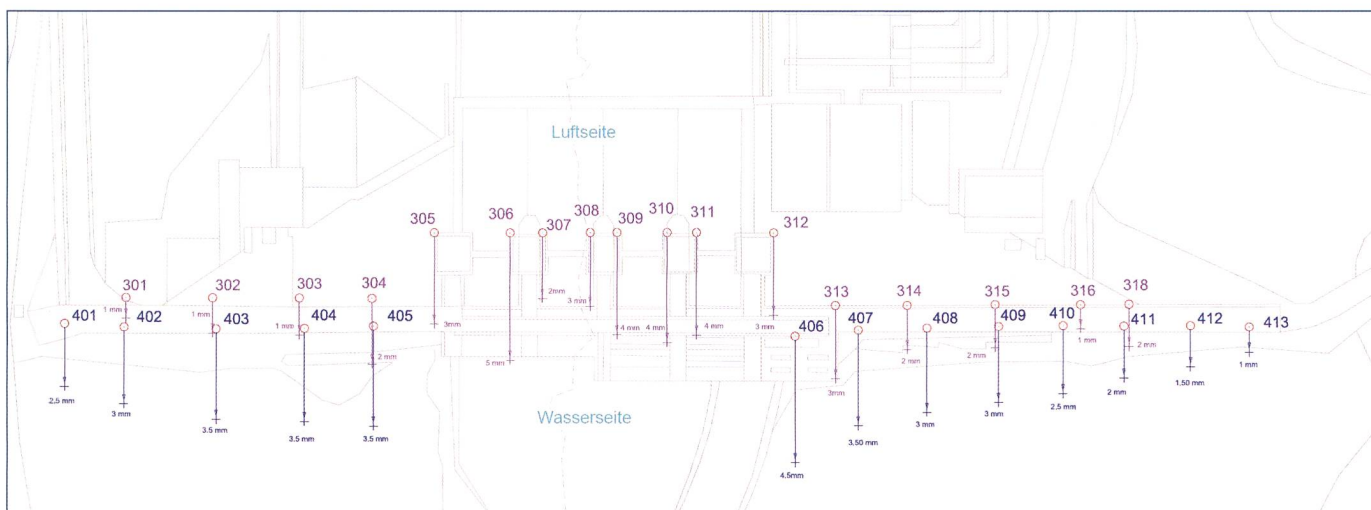 Luftseite
305
306
307
308
309
310
311
312
2mm
3 mm
3mm
4 mm
4 mm
4 mm
3 mm
5 mm
301
302
303
304
313
314
315
316
318
1 mm
1 mm
1 mm
2 mm
3mm
2 mm
2 mm
1 mm
2 mm
401
402
403
404
405
406
407
408
409
410
411
412
413
2,5 mm
3 mm
3.5 mm
3.5 mm
3.5 mm
4,5mm
3,50 mm
3 mm
3 mm
2,5 mm
2 mm
1,50 mm
1 mm
Wasserseite